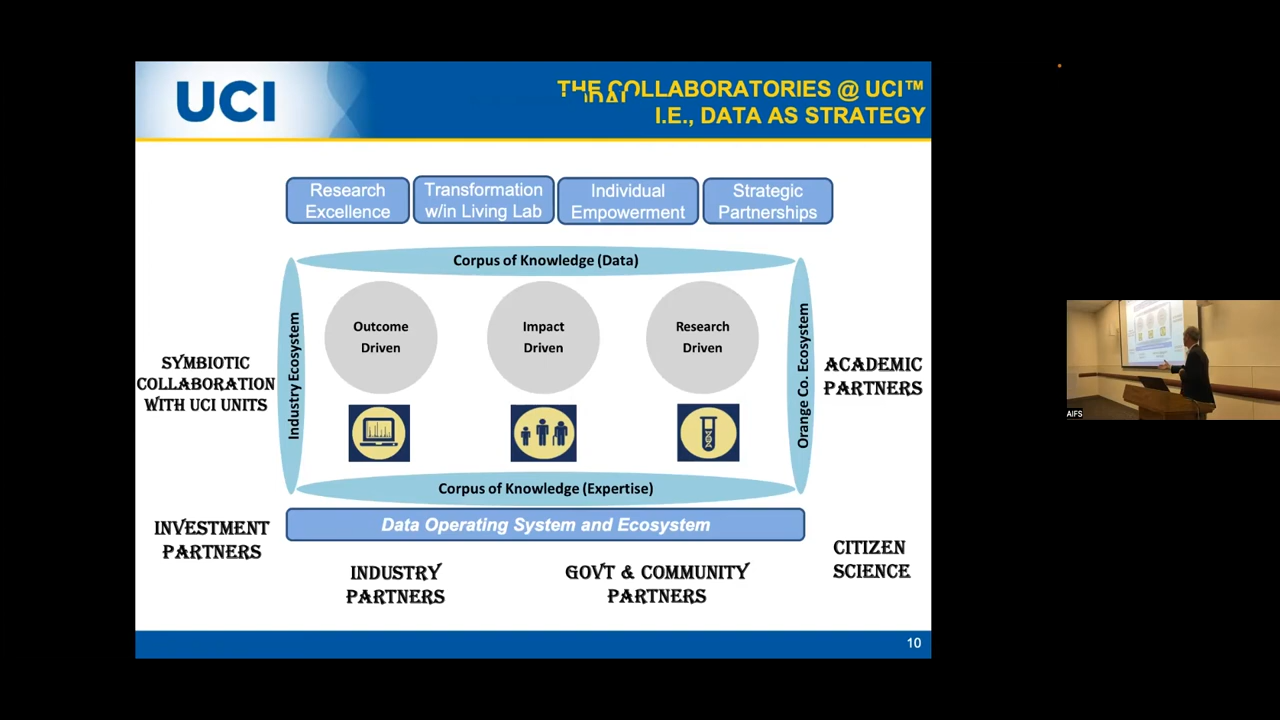 UCI
THE COLLABORATORIES @ UCI™
I.E., DATA AS STRATEGY
Research
Excellence
Transformation
w/in Living Lab
Individual
Empowerment
Strategic
Partnerships
Corpus of Knowledge (Data)
Industry Ecosystem
Outcome
Driven
Impact
Driven
Research
Driven
Orange Co. Ecosystem
SYMBIOTIC
COLLABORATION
WITH UCI UNITS
ACADEMIC
PARTNERS
Corpus of Knowledge (Expertise)
Data Operating System and Ecosystem
INVESTMENT
PARTNERS
INDUSTRY
PARTNERS
GOVT & COMMUNITY
PARTNERS
CITIZEN
SCIENCE
10
AIFS